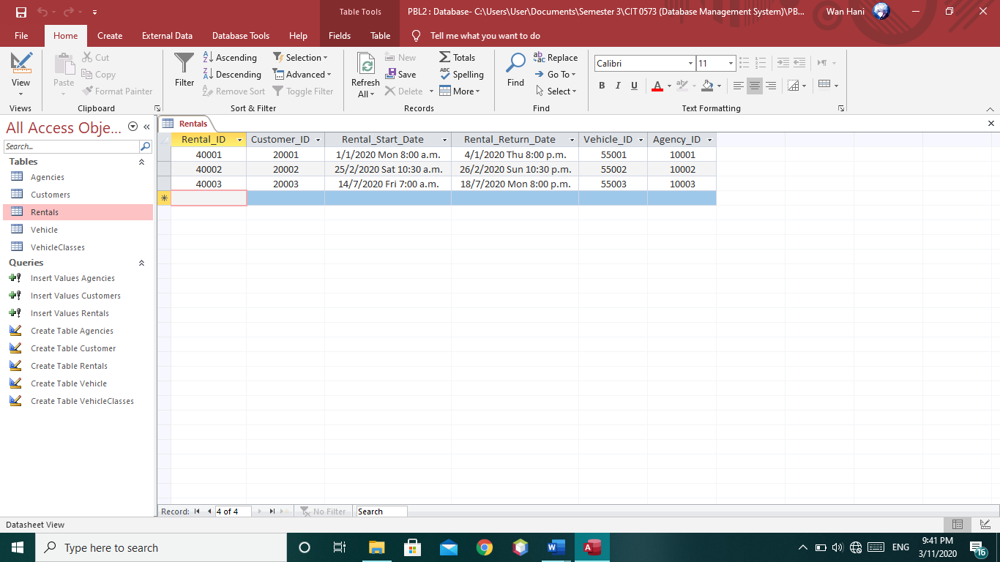 Table Tools
PBL2 : Database- C:\Users\User\Documents\Semester 3\CIT 0573 (Database Management System)\PB...
Wan Hani
File Home Create External Data Database Tools Help Fields Table Tell me what you want to do
View
Views
Paste
Cut
Copy
Format Painter
Clipboard
Filter
Ascending
Descending
Remove Sort
Selection
Advanced
Toggle Filter
Sort & Filter
Refresh
All
New
Save
Delete
Totals
Spelling
More
Records
Find
Replace
Go To
Select
Find
Calibri 11
B I U A
Text Formatting
All Access Obje...
Search...
Tables
Agencies
Customers
Rentals
Vehicle
VehicleClasses
Queries
Insert Values Agencies
Insert Values Customers
Insert Values Rentals
Create Table Agencies
Create Table Customer
Create Table Rentals
Create Table Vehicle
Create Table VehicleClasses
Rentals
Rental_ID Customer_ID Rental_Start_Date Rental_Return_Date Vehicle_ID Agency_ID
40001 20001 1/1/2020 Mon 8:00 a.m. 4/1/2020 Thu 8:00 p.m. 55001 10001
40002 20002 25/2/2020 Sat 10:30 a.m. 26/2/2020 Sun 10:30 p.m. 55002 10002
40003 20003 14/7/2020 Fri 7:00 a.m. 18/7/2020 Mon 8:00 p.m. 55003 10003
Record: 4 of 4 No Filter Search
Datasheet View
Type here to search
ENG
9:41 PM
3/11/2020
16